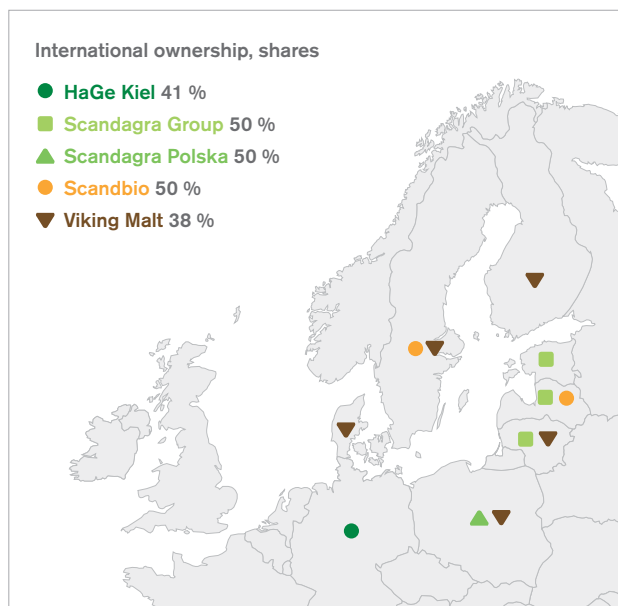 International ownership, shares
HaGe Kiel 41 %
Scandagra Group 50 %
Scandagra Polska 50 %
Scandbio 50 %
Viking Malt 38 %